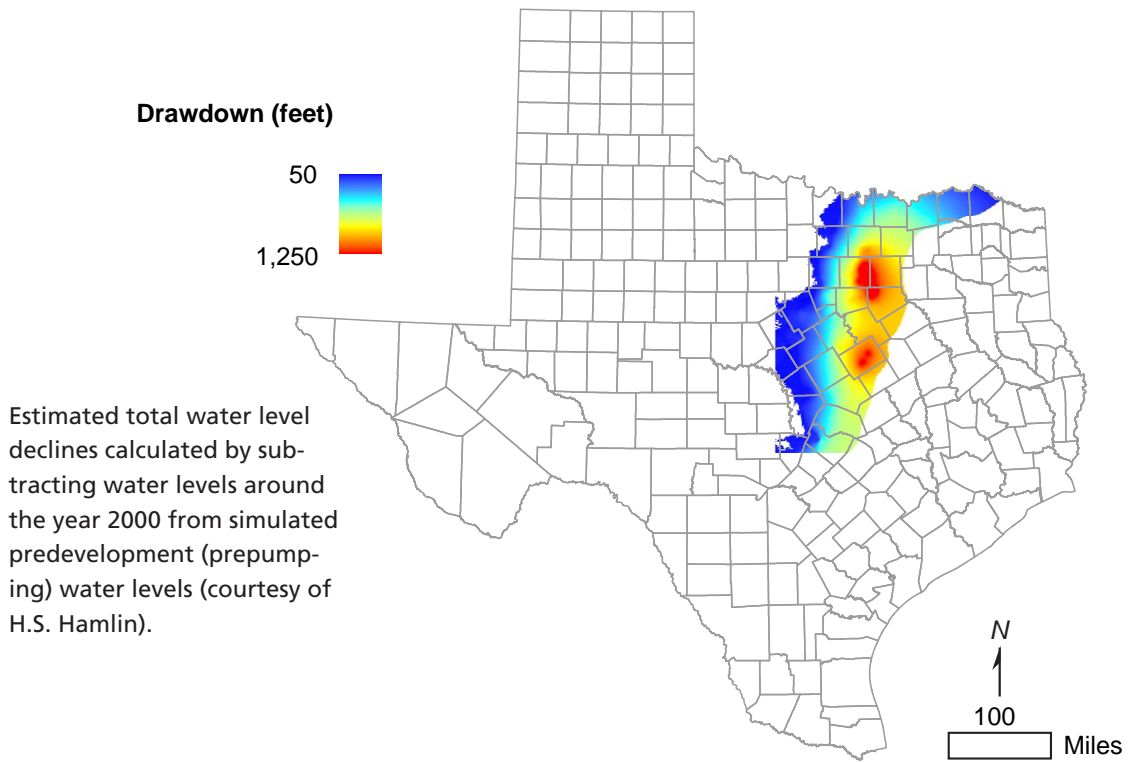 Drawdown (feet)
50
1,250
Estimated total water level
declines calculated by sub-
tracting water levels around
the year 2000 from simulated
predevelopment (prepump-
ing) water levels (courtesy of
H.S. Hamlin).
N
100
Miles